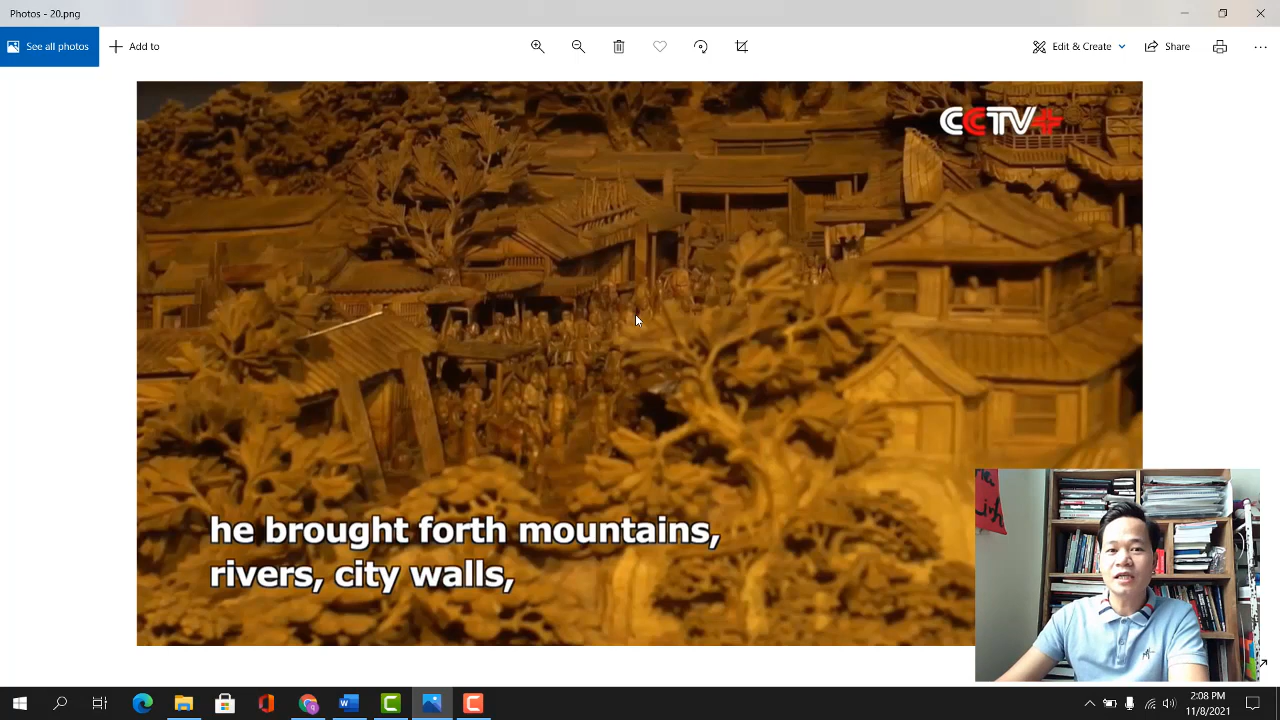 Photos - 20.png
See all photos
Add to
Edit & Create
Share
CCTV+
he brought forth mountains,
rivers, city walls,
2:08 PM
11/8/2021